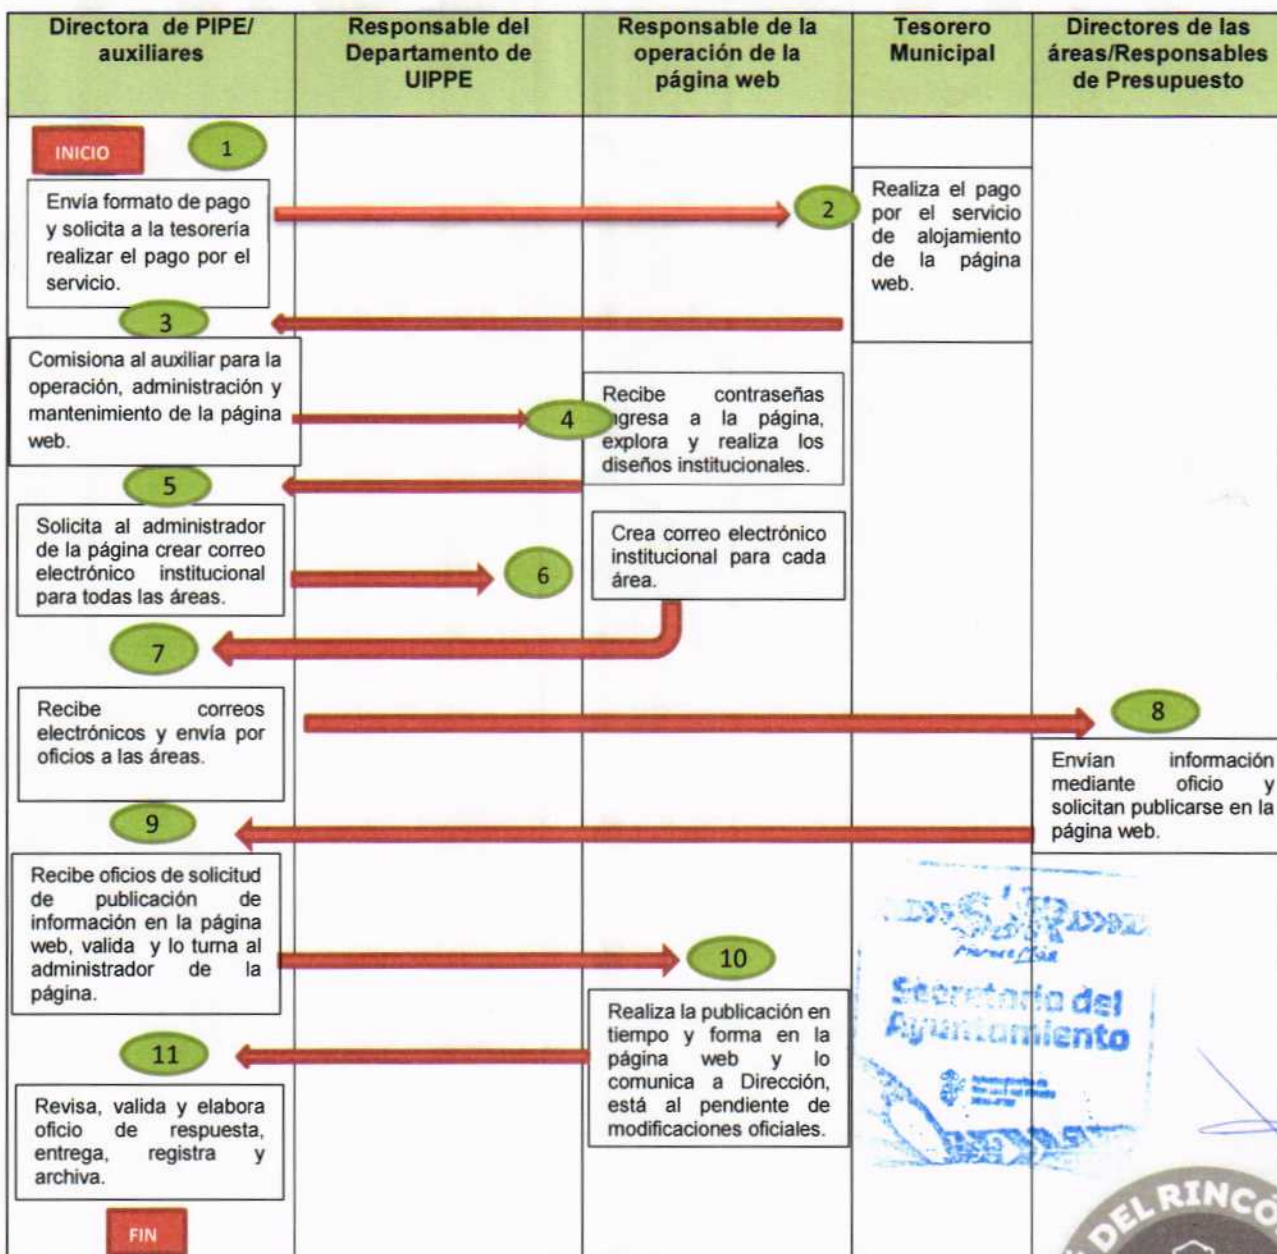 Directora de PIPE/
auxiliares
Responsable del
Departamento de
UIPPE
Responsable de la
operación de la
página web
Tesorero
Municipal
Directores de las
áreas/Responsables
de Presupuesto
INICIO
1
Envía formato de pago
y solicita a la tesorería
realizar el pago por el
servicio.
2
Realiza el pago
por el servicio
de alojamiento
de la página
web.
3
Comisiona al auxiliar para la
operación, administración y
mantenimiento de la página
web.
4
Recibe contraseñas
ngresa a la página,
explora y realiza los
diseños institucionales.
5
Solicita al administrador
de la página crear correo
electrónico institucional
para todas las áreas.
6
Crea correo electrónico
institucional para cada
área.
7
Recibe correos
electrónicos y envía por
oficios a las áreas.
8
Envían información
mediante oficio y
solicitan publicarse en la
página web.
9
Recibe oficios de solicitud
de publicación de
información en la página
web, valida y lo turna al
administrador de la
página.
10
Realiza la publicación en
tiempo y forma en la
página web y lo
comunica a Dirección,
está al pendiente de
modificaciones oficiales.
11
Revisa, valida y elabora
oficio de respuesta,
entrega, registra y
archiva.
FIN
Secretaría del
Ayuntamiento
DEL RINCÓ